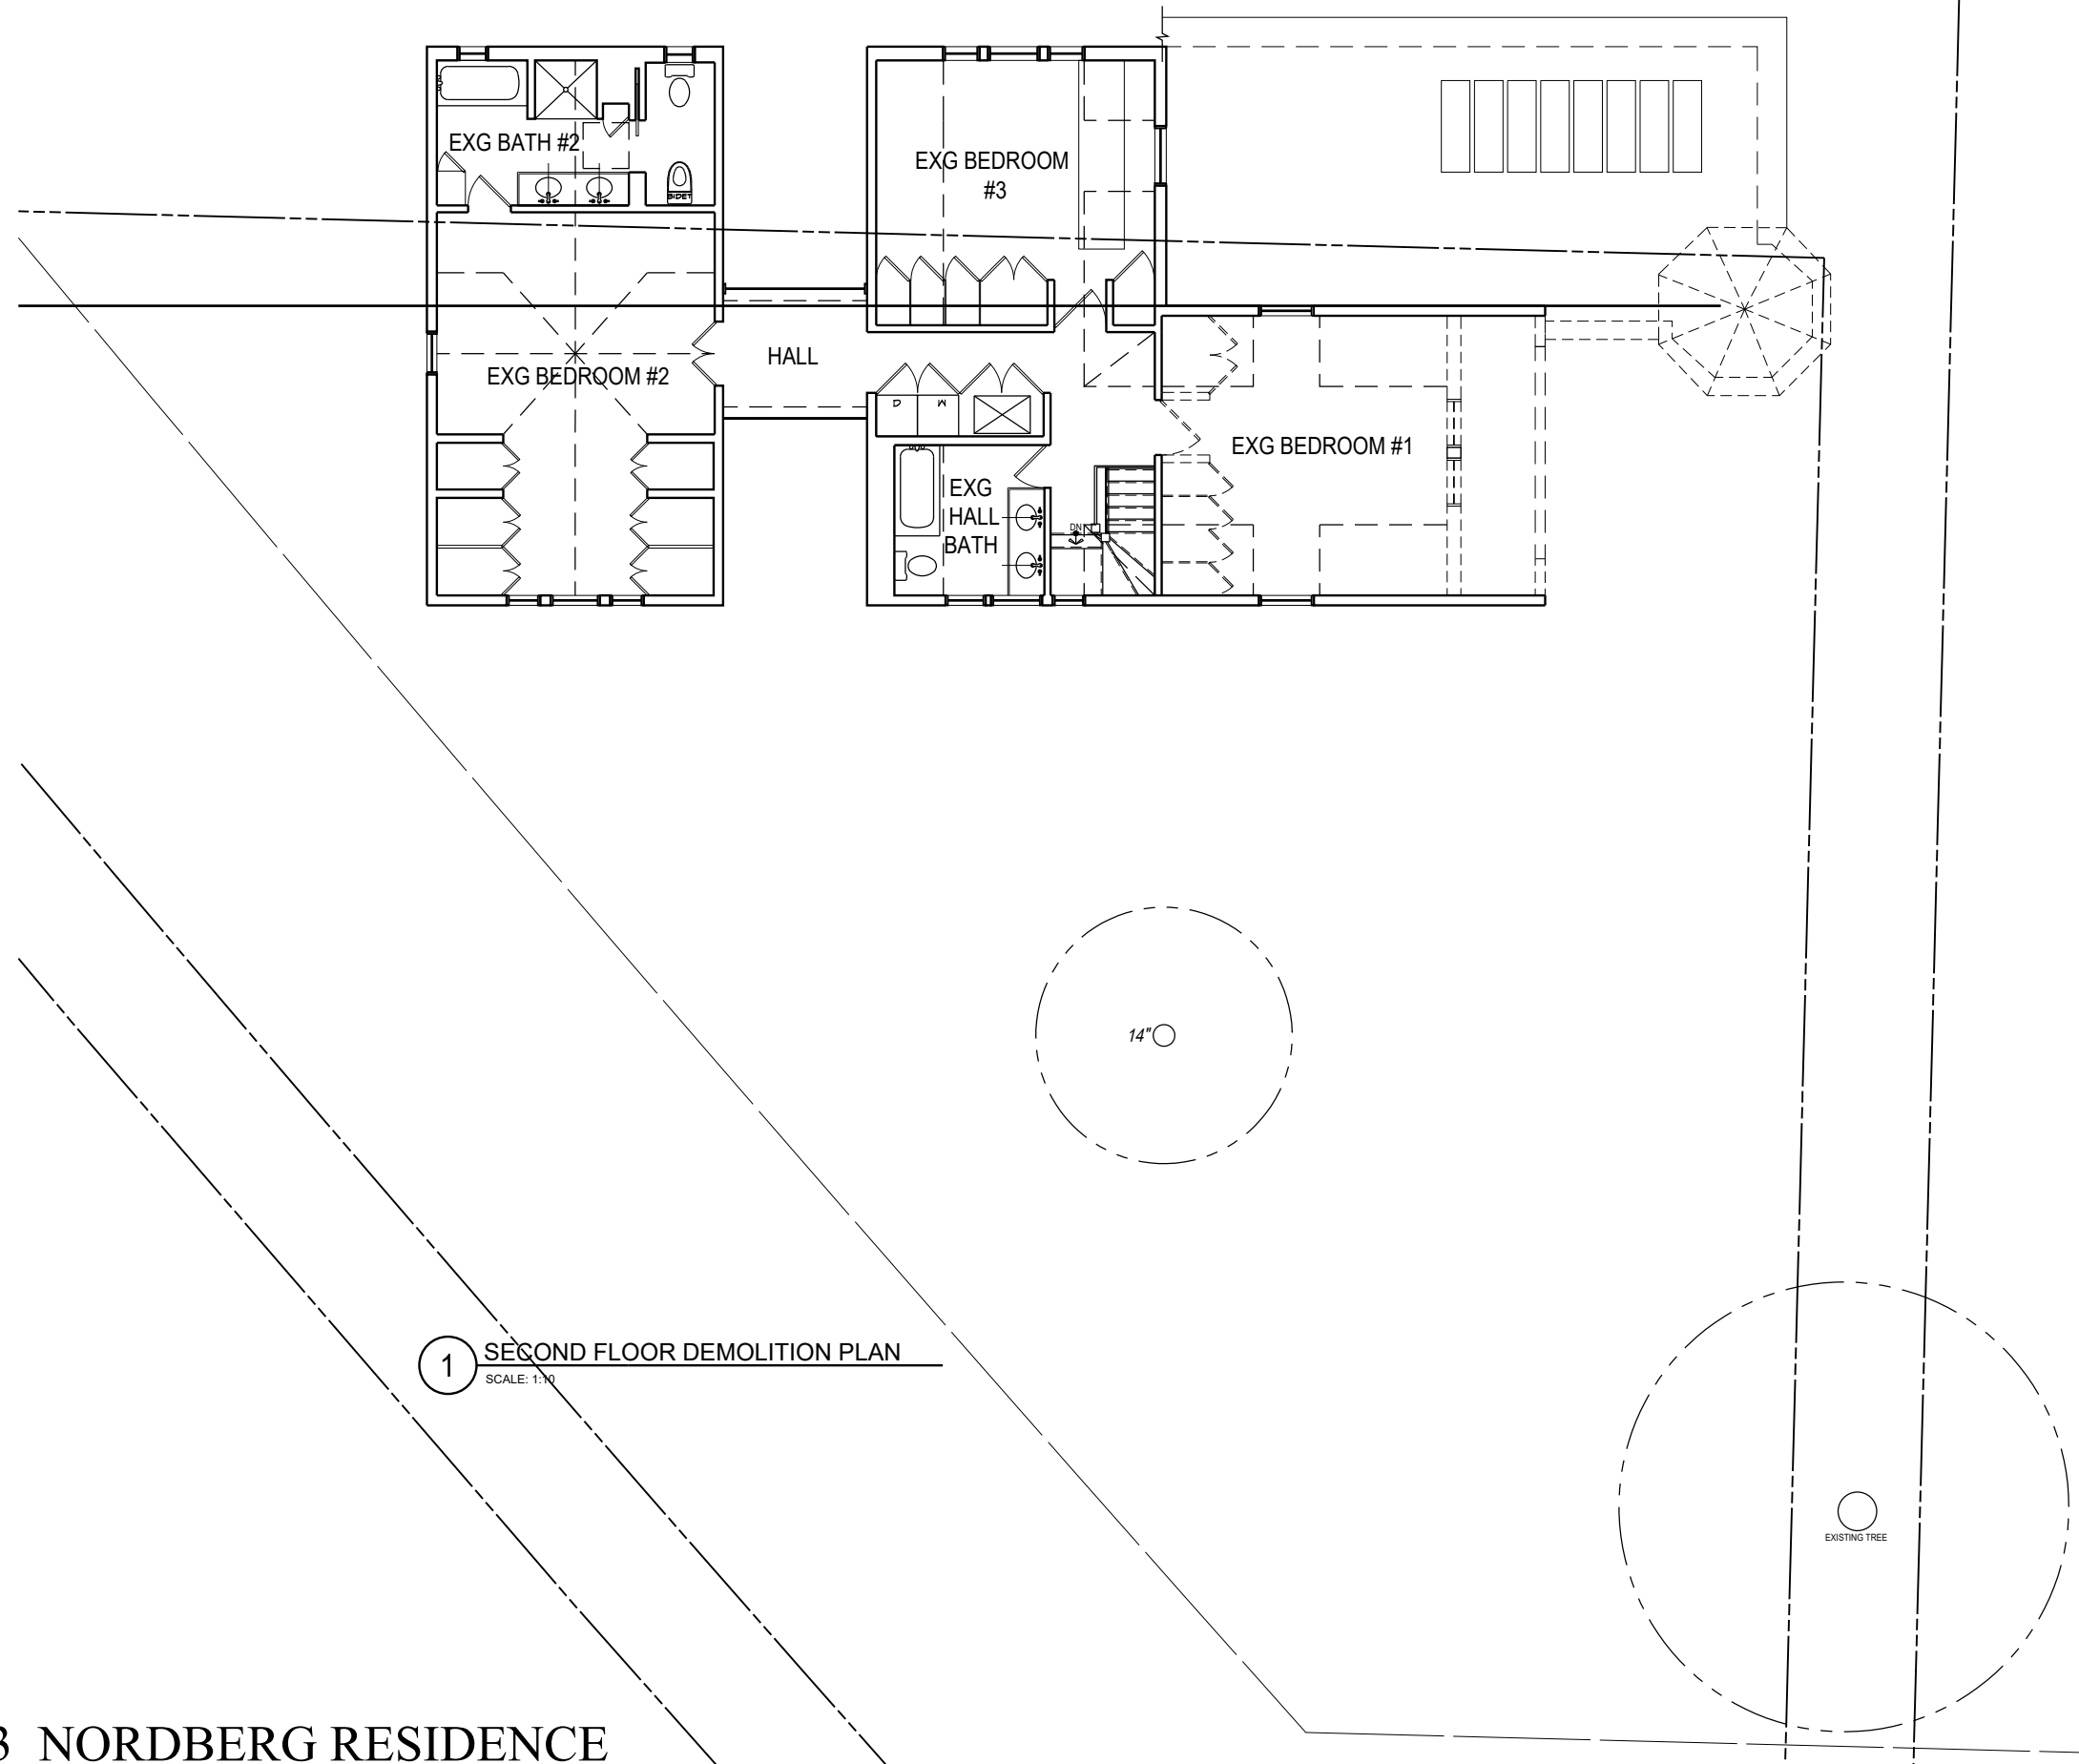 EXG BATH #2
BIDET
EXG BEDROOM
#3
EXG BEDROOM #2
HALL
D
W
EXG BEDROOM #1
EXG
HALL
BATH
DN
14"
1
SECOND FLOOR DEMOLITION PLAN
SCALE: 1:10
EXISTING TREE
NORDBERG RESIDENCE